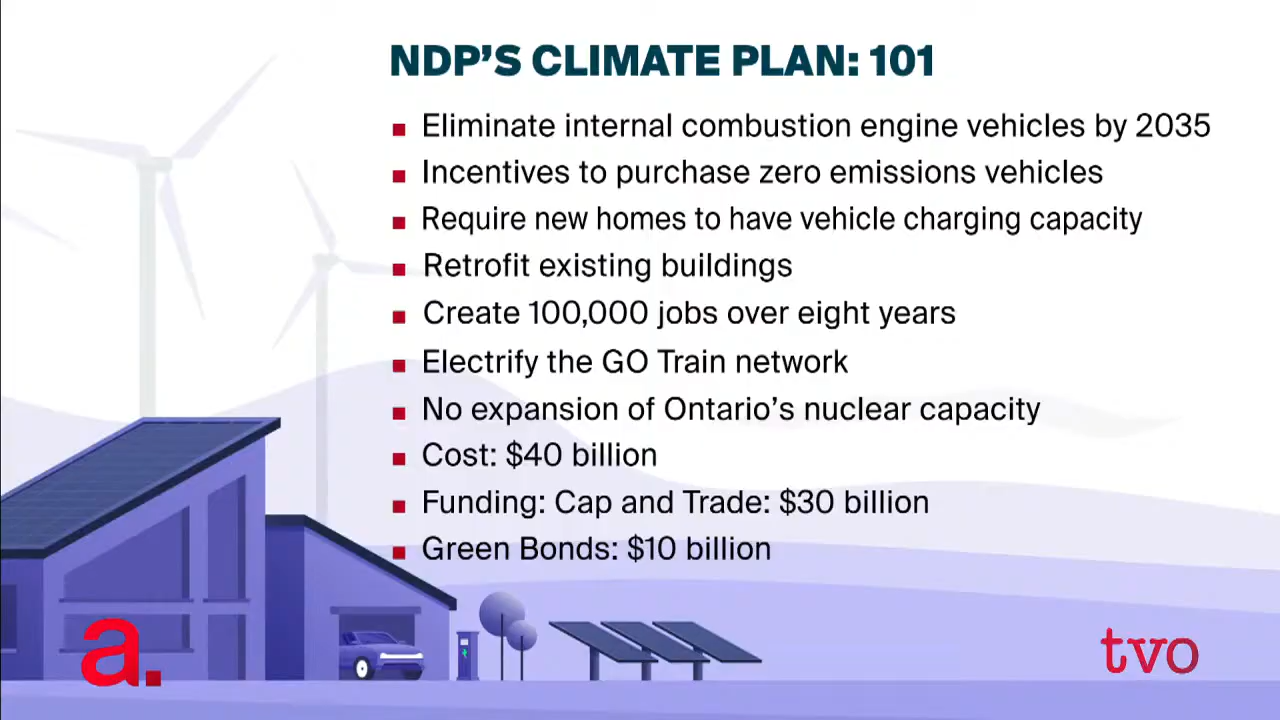 NDP'S CLIMATE PLAN: 101
Eliminate internal combustion engine vehicles by 2035
Incentives to purchase zero emissions vehicles
Require new homes to have vehicle charging capacity
Retrofit existing buildings
Create 100,000 jobs over eight years
Electrify the GO Train network
No expansion of Ontario's nuclear capacity
Cost: $40 billion
Funding: Cap and Trade: $30 billion
Green Bonds: $10 billion
a.
tvo